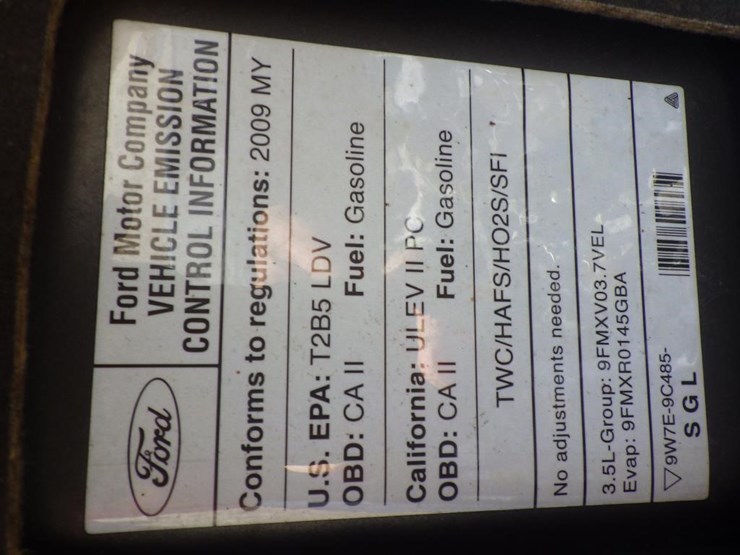 Ford
Ford Motor Company
VEHICLE EMISSION
CONTROL INFORMATION
Conforms to regulations: 2009 MY
U.S. EPA: T2B5 LDV
OBD: CA II Fuel: Gasoline
California: ULEV II PC
OBD: CA II Fuel: Gasoline
TWC/HAFS/HO2S/SFI
No adjustments needed.
3.5L-Group: 9FMXV03.7VEL
Evap: 9FMXR0145GBA
▽9W7E-9C485-
SGL